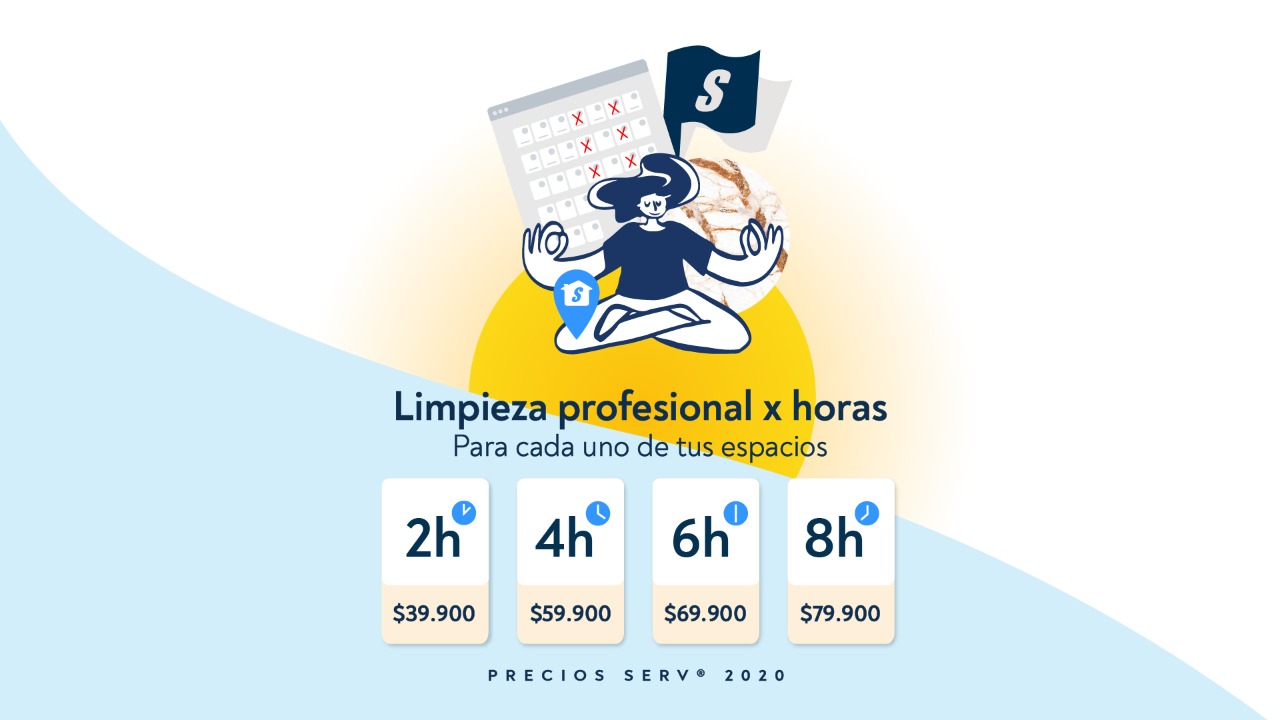 S
S
Limpieza profesional x horas
Para cada uno de tus espacios
2h 4h 6h 8h
$39.900 $59.900 $69.900 $79.900
PRECIOS SERV® 2020